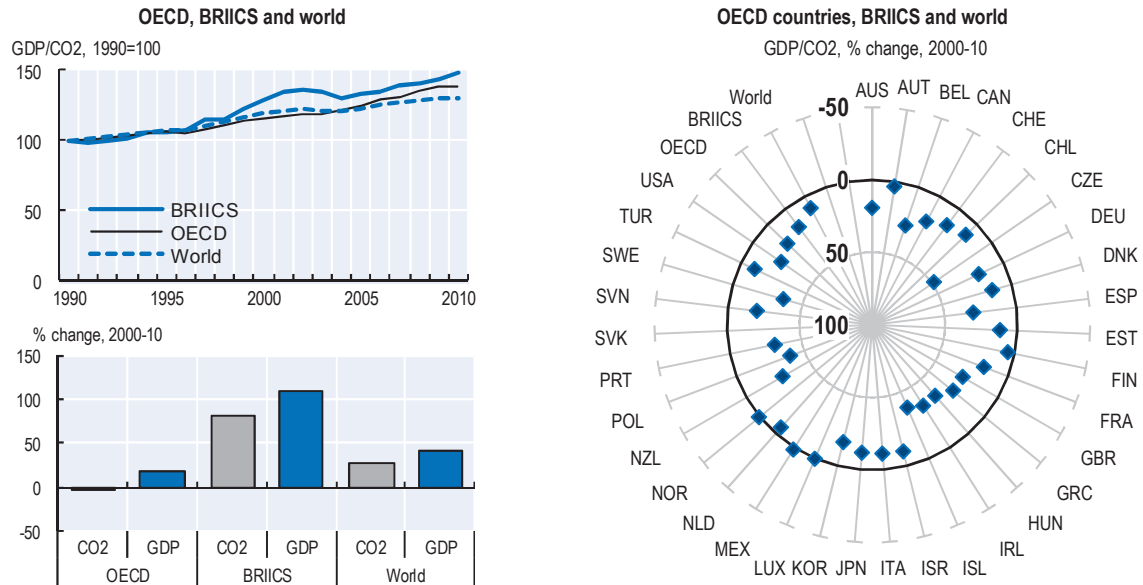 OECD, BRIICS and world
GDP/CO2, 1990=100
150
100
50
0
BRIICS
OECD
World
1990
1995
2000
2005
2010
% change, 2000-10
150
100
50
0
-50
CO2
GDP
CO2
GDP
CO2
GDP
OECD
BRIICS
World
OECD countries, BRIICS and world
GDP/CO2, % change, 2000-10
-50
0
50
100
AUS
AUT
BEL
CAN
CHE
CHL
CZE
DEU
DNK
ESP
EST
FIN
FRA
GBR
GRC
HUN
IRL
ISL
ISR
ITA
JPN
KOR
LUX
MEX
NLD
NOR
NZL
POL
PRT
SVK
SVN
SWE
TUR
USA
OECD
BRIICS
World